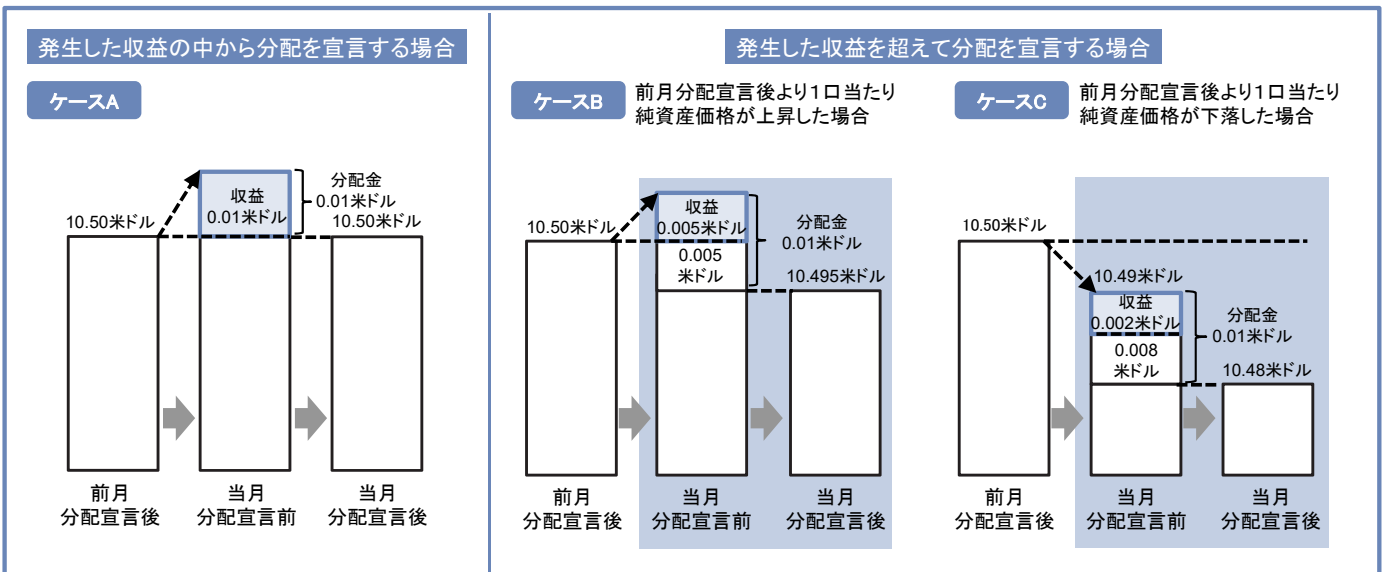 発生した収益の中から分配を宣言する場合
ケースA
10.50米ドル
収益
0.01米ドル
分配金
0.01米ドル
10.50米ドル
前月
分配宣言後
当月
分配宣言前
当月
分配宣言後
発生した収益を超えて分配を宣言する場合
ケースB
前月分配宣言後より1口当たり
純資産価格が上昇した場合
10.50米ドル
収益
0.005米ドル
0.005
米ドル
分配金
0.01米ドル
10.495米ドル
前月
分配宣言後
当月
分配宣言前
当月
分配宣言後
ケースC
前月分配宣言後より1口当たり
純資産価格が下落した場合
10.50米ドル
10.49米ドル
収益
0.002米ドル
0.008
米ドル
分配金
0.01米ドル
10.48米ドル
前月
分配宣言後
当月
分配宣言前
当月
分配宣言後